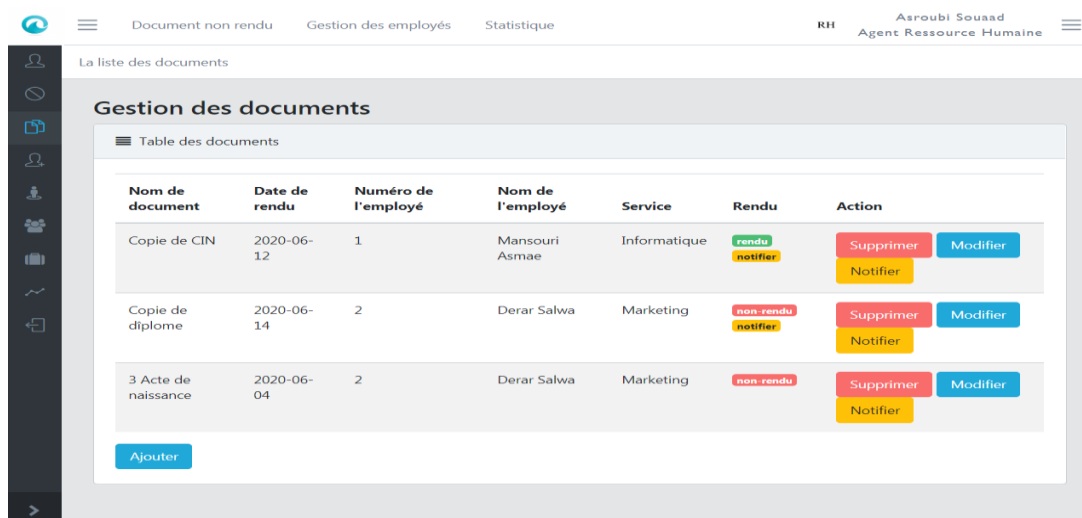 Document non rendu Gestion des employés Statistique RH Asroubi Souaad
Agent Ressource Humaine
La liste des documents
Gestion des documents
Table des documents
Nom de document Date de rendu Numéro de l'employé Nom de l'employé Service Rendu Action
Copie de CIN 2020-06-12 1 Mansouri Asmae Informatique rendu notifier Supprimer Modifier
Notifier
Copie de dîplome 2020-06-14 2 Derar Salwa Marketing non-rendu notifier Supprimer Modifier
Notifier
3 Acte de naissance 2020-06-04 2 Derar Salwa Marketing non-rendu Supprimer Modifier
Notifier
Ajouter